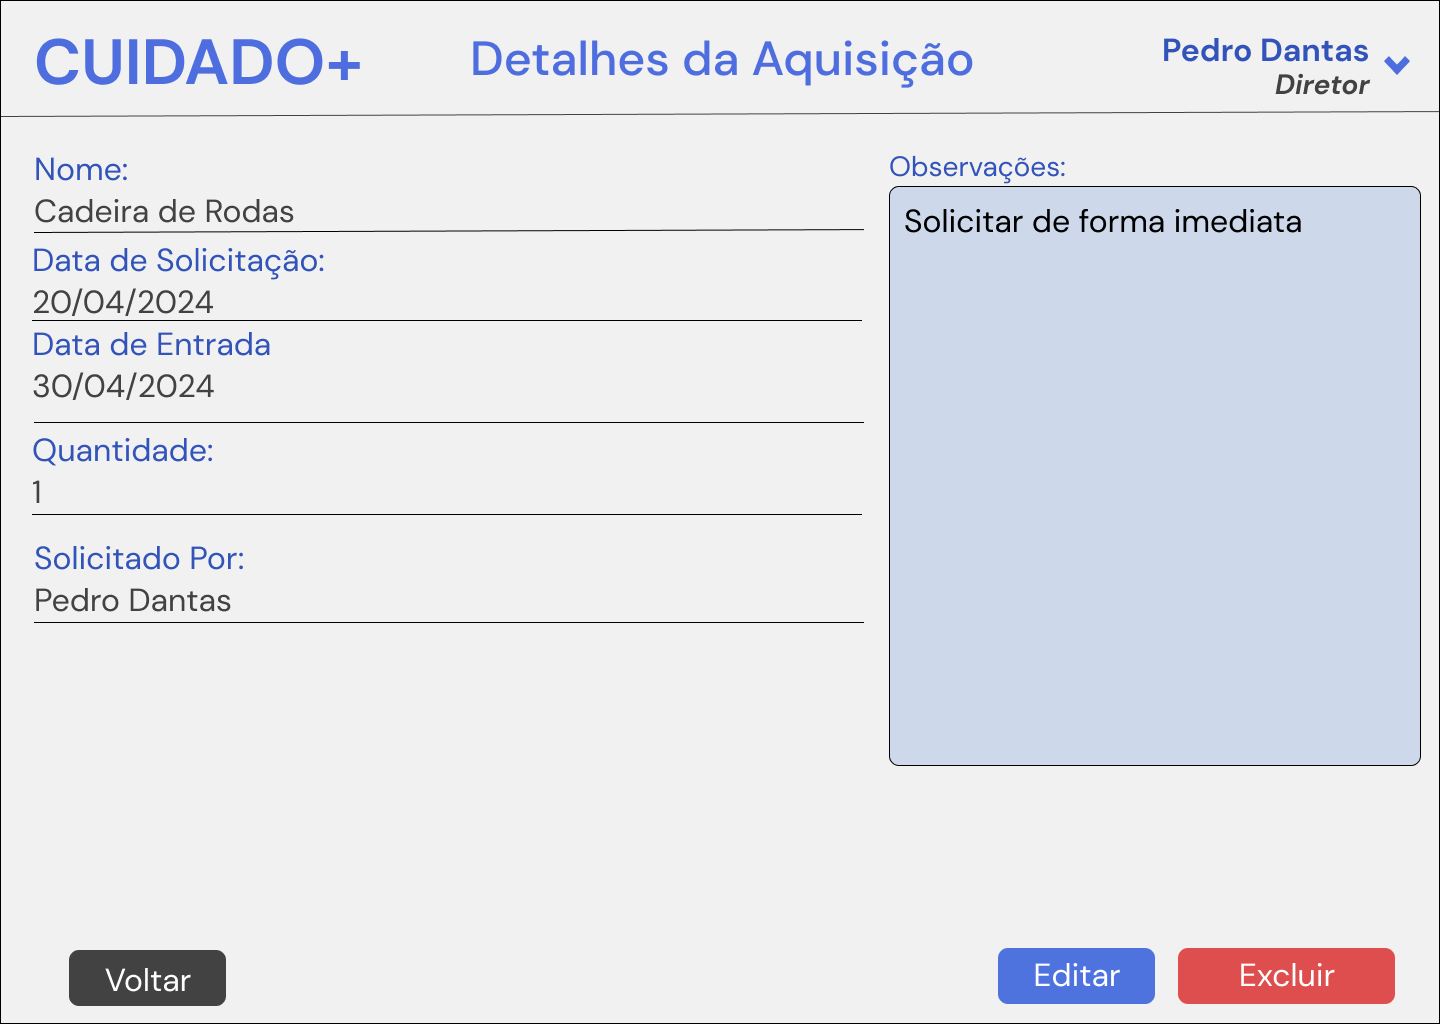 CUIDADO+
Detalhes da Aquisição
Pedro Dantas
Diretor
Nome:
Cadeira de Rodas
Data de Solicitação:
20/04/2024
Data de Entrada
30/04/2024
Quantidade:
1
Solicitado Por:
Pedro Dantas
Observações:
Solicitar de forma imediata
Voltar
Editar
Excluir